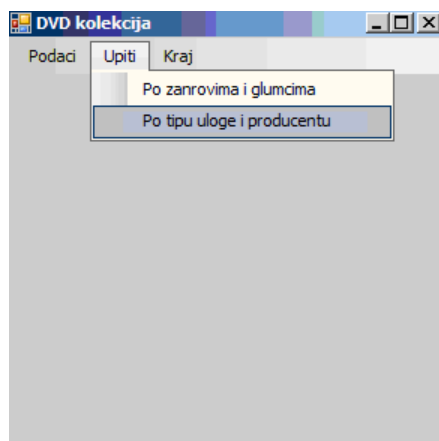 DVD kolekcija
Podaci Upiti Kraj
Po zanrovima i glumcima
Po tipu uloge i producentu